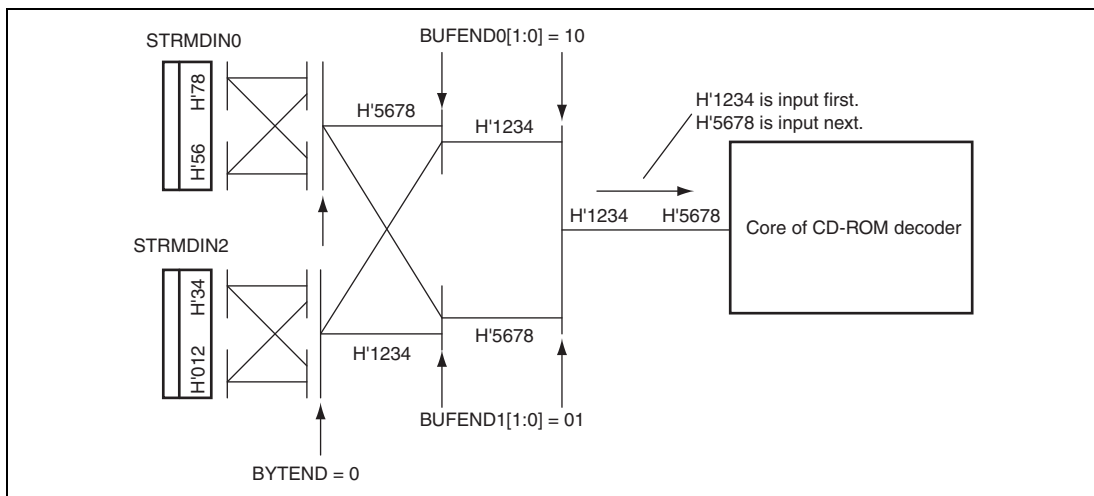 STRMDIN0
H'78
H'56
STRMDIN2
H'34
H'012
BYTEND = 0
H'5678
H'1234
BUFEND0[1:0] = 10
H'1234
H'5678
BUFEND1[1:0] = 01
H'1234 is input first.
H'5678 is input next.
H'1234 H'5678
Core of CD-ROM decoder